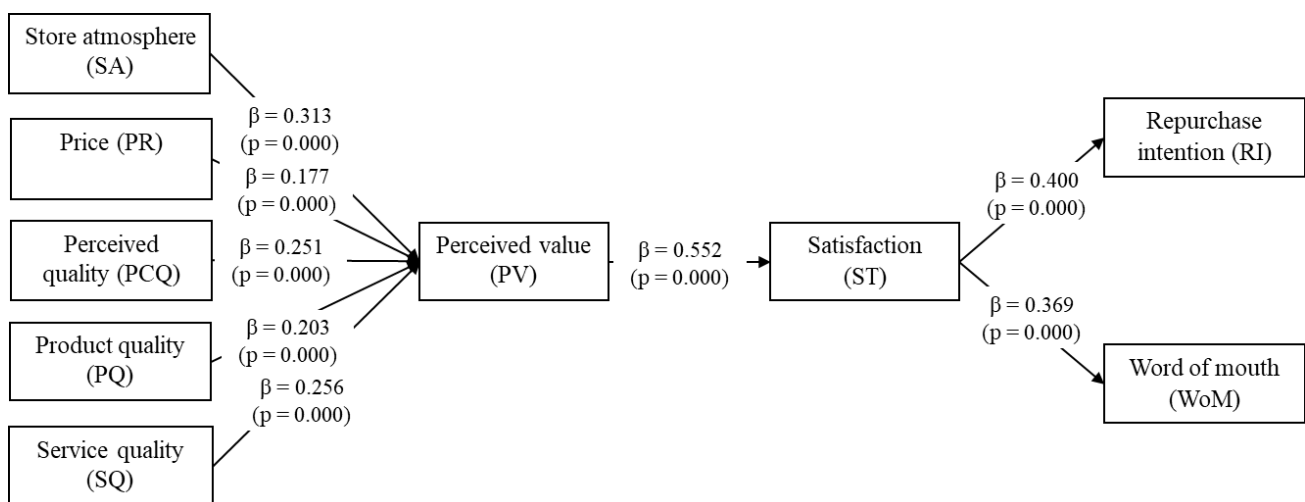 Store atmosphere
(SA)
β = 0.313
(p = 0.000)
Price (PR)
β = 0.177
(p = 0.000)
Perceived
quality (PCQ)
β = 0.251
(p = 0.000)
Product quality
(PQ)
β = 0.203
(p = 0.000)
Service quality
(SQ)
β = 0.256
(p = 0.000)
Perceived value
(PV)
β = 0.552
(p = 0.000)
Satisfaction
(ST)
β = 0.400
(p = 0.000)
Repurchase
intention (RI)
β = 0.369
(p = 0.000)
Word of mouth
(WoM)